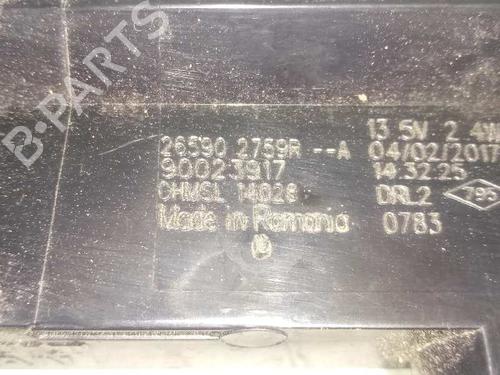 B-PARTS
26590 2759R --A
90023917
CHMSL 14028
Made in Romania
13.5V 2.4W
04/02/2017
14:32:25
DRL2
0783
B-PARTS